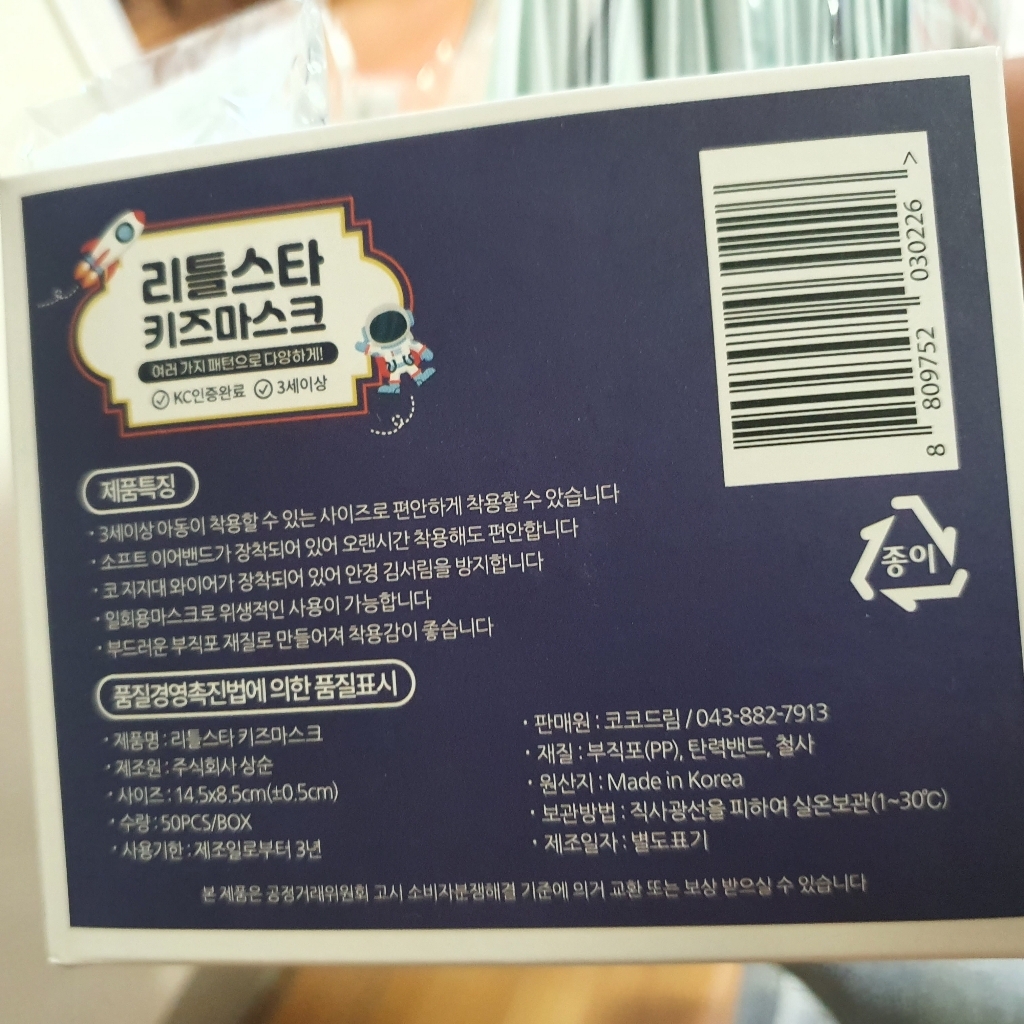 리틀스타
키즈마스크
여러 가지 패턴으로 다양하게!
KC인증완료 3세이상
8 809752 030226 >
종이
제품특징
· 3세이상 아동이 착용할 수 있는 사이즈로 편안하게 착용할 수 았습니다
· 소프트 이어밴드가 장착되어 있어 오랜시간 착용해도 편안합니다
· 코 지지대 와이어가 장착되어 있어 안경 김서림을 방지합니다
· 일회용마스크로 위생적인 사용이 가능합니다
· 부드러운 부직포 재질로 만들어져 착용감이 좋습니다
품질경영촉진법에 의한 품질표시
· 제품명 : 리틀스타 키즈마스크
· 제조원 : 주식회사 상순
· 사이즈 : 14.5x8.5cm(±0.5cm)
· 수량 : 50PCS/BOX
· 사용기한 : 제조일로부터 3년
· 판매원 : 코코드림 / 043-882-7913
· 재질 : 부직포(PP), 탄력밴드, 철사
· 원산지 : Made in Korea
· 보관방법 : 직사광선을 피하여 실온보관(1~30℃)
· 제조일자 : 별도표기
본 제품은 공정거래위원회 고시 소비자분쟁해결 기준에 의거 교환 또는 보상 받으실 수 있습니다